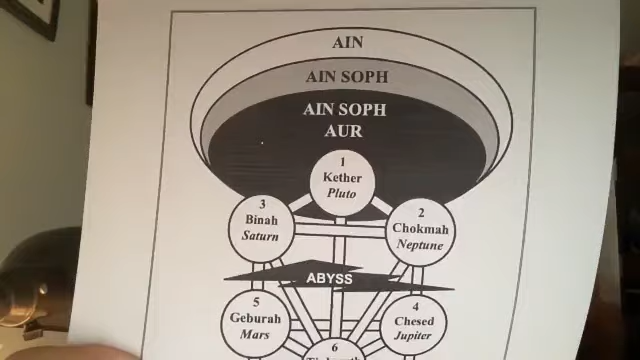 AIN
AIN SOPH
AIN SOPH
AUR
1
Kether
Pluto
3
Binah
Saturn
2
Chokmah
Neptune
ABYSS
5
Geburah
Mars
4
Chesed
Jupiter
6